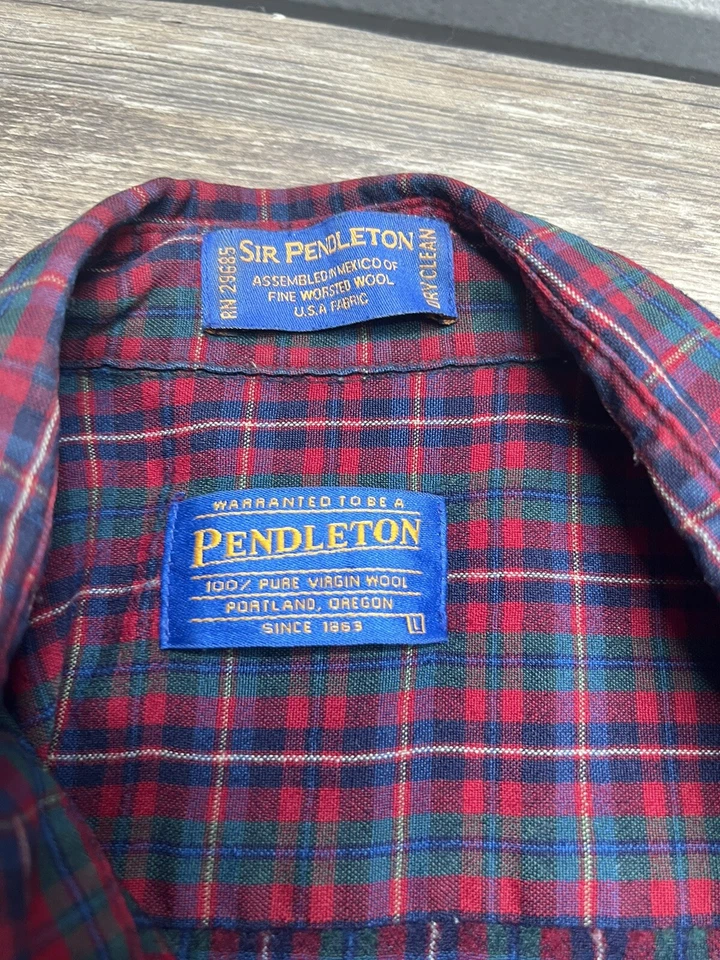 SIR PENDLETON
ASSEMBLED IN MEXICO OF
FINE WORSTED WOOL
U.S.A FABRIC
RN 29685
DRY CLEAN
WARRANTED TO BE A
PENDLETON
100% PURE VIRGIN WOOL
PORTLAND, OREGON
SINCE 1863
L